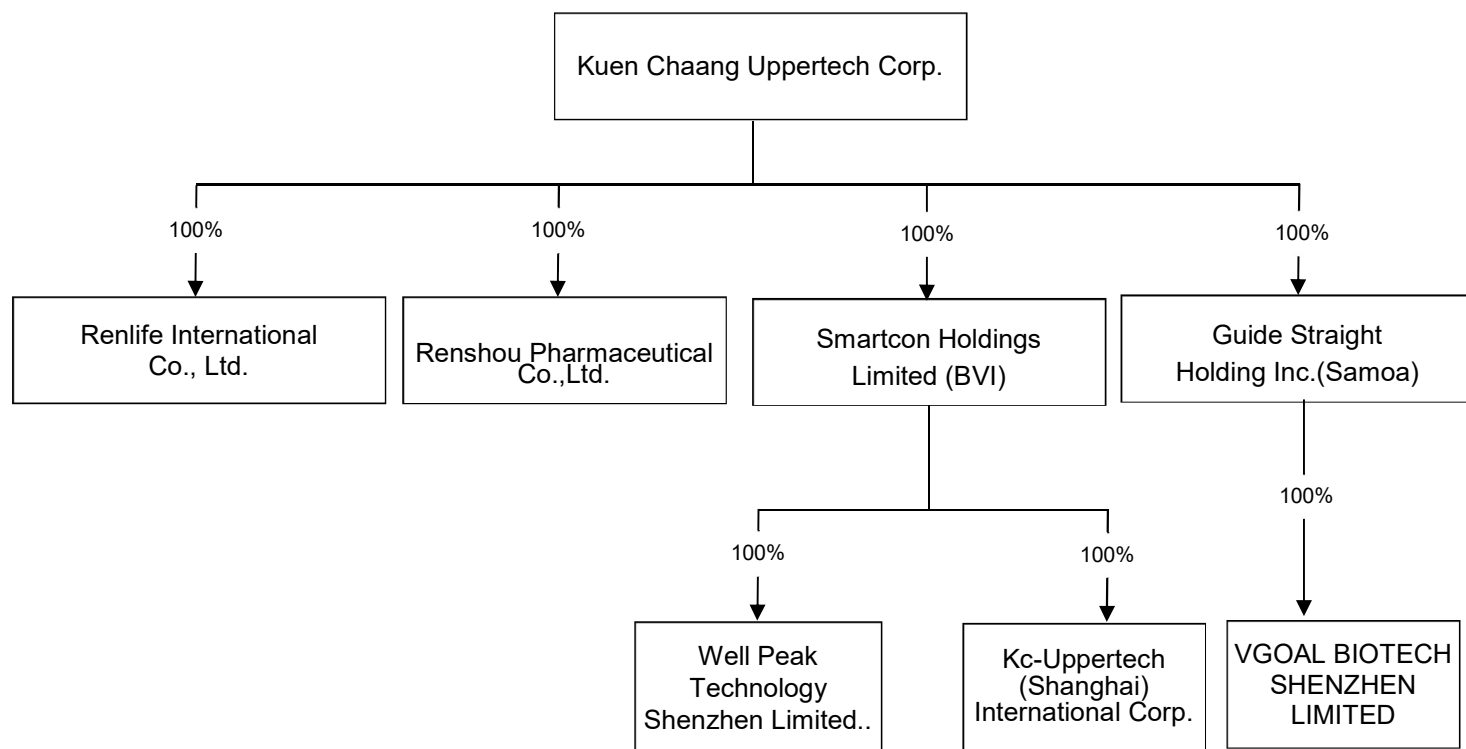 Kuen Chaang Uppertech Corp.
100%
100%
100%
100%
Renlife International
Co., Ltd.
Renshou Pharmaceutical
Co.,Ltd.
Smartcon Holdings
Limited (BVI)
Guide Straight
Holding Inc.(Samoa)
100%
100%
100%
Well Peak
Technology
Shenzhen Limited..
Kc-Uppertech
(Shanghai)
International Corp.
VGOAL BIOTECH
SHENZHEN
LIMITED